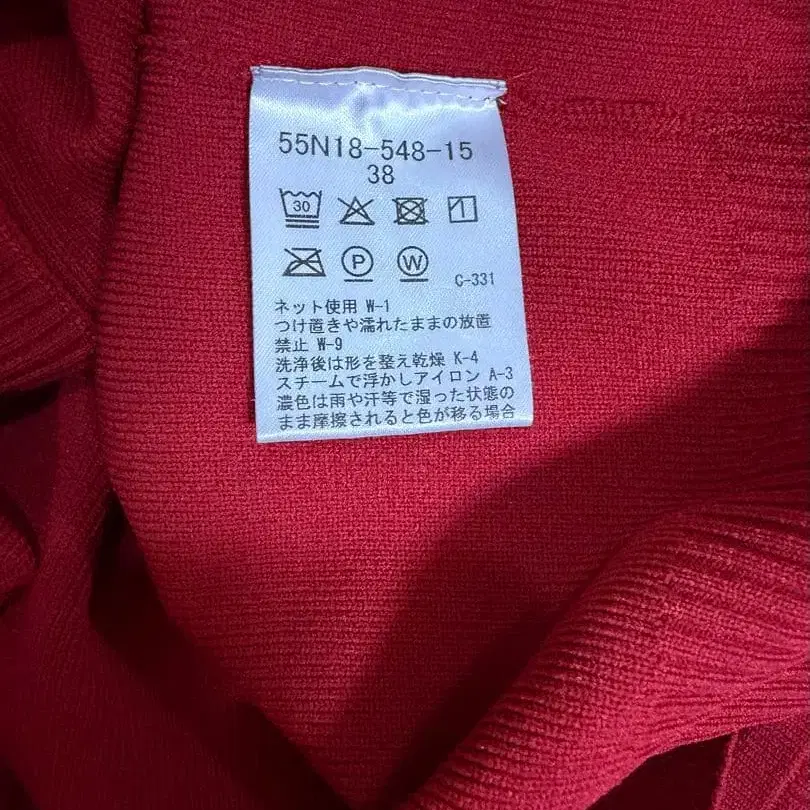 55N18-548-15
38
30
P W
C-331
ネット使用 W-1
つけ置きや濡れたままの放置
禁止 W-9
洗浄後は形を整え乾燥 K-4
スチームで浮かしアイロン A-3
濃色は雨や汗等で湿った状態の
まま摩擦されると色が移る場合